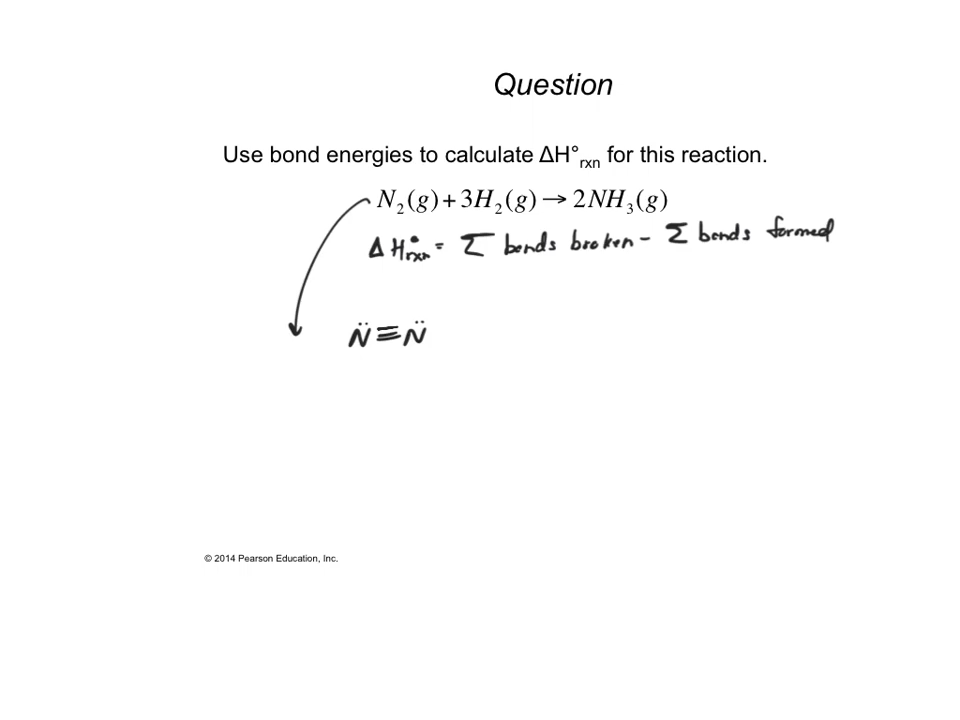 Question
Use bond energies to calculate ΔH°rxn for this reaction.
N₂(g) + 3H₂(g) → 2NH₃(g)
ΔH°rxn = Σ bonds broken - Σ bonds formed
N̈≡N̈
© 2014 Pearson Education, Inc.